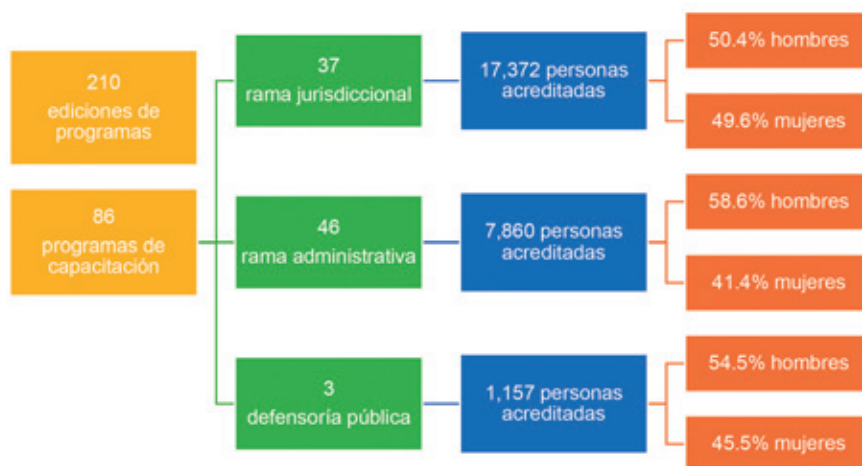 210
ediciones de
programas
86
programas de
capacitación
37
rama jurisdiccional
17,372 personas
acreditadas
50.4% hombres
49.6% mujeres
46
rama administrativa
7,860 personas
acreditadas
58.6% hombres
41.4% mujeres
3
defensoría pública
1,157 personas
acreditadas
54.5% hombres
45.5% mujeres